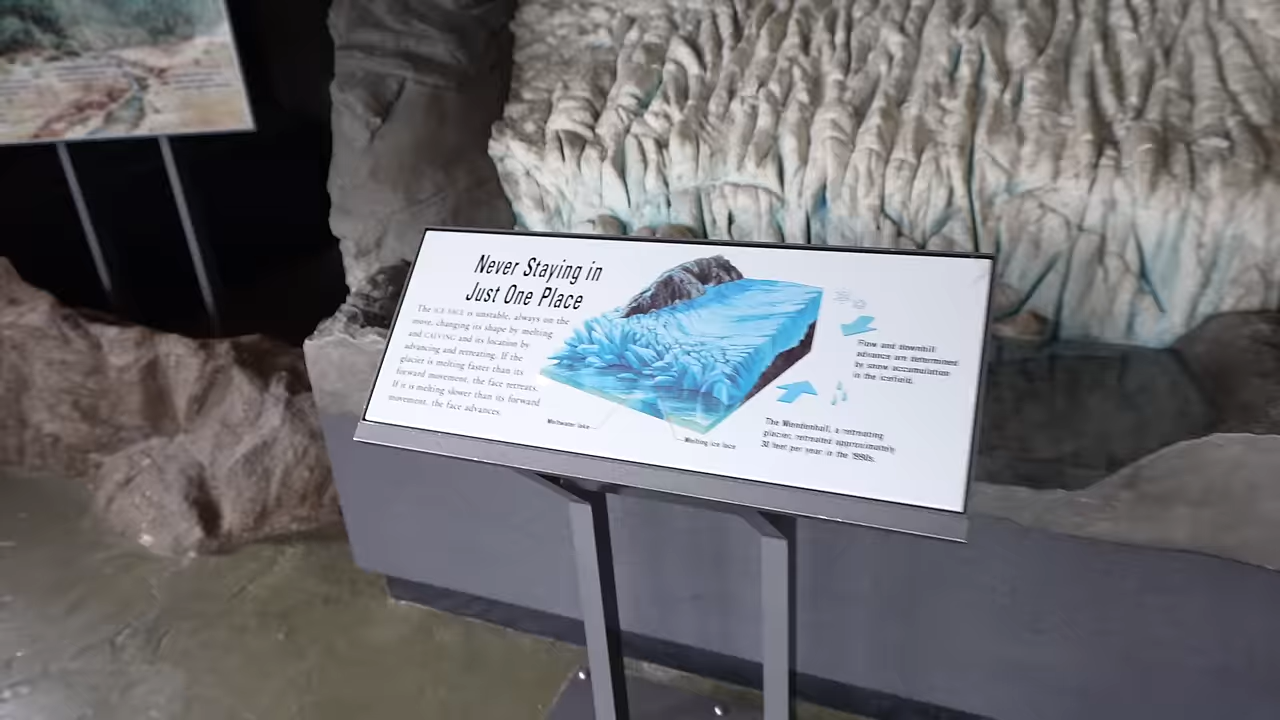 Never Staying in
Just One Place
The ICE FACE is unstable, always on the
move, changing its shape by melting
and CALVING and its location by
advancing and retreating. If the
glacier is melting faster than its
forward movement, the face retreats.
If it is melting slower than its forward
movement, the face advances.
Meltwater lake
Melting ice face
Flow and downhill
advance are determined
by snow accumulation
in the icefield.
The Mendenhall, a retreating
glacier, retreated approximately
30 feet per year in the 1990s.